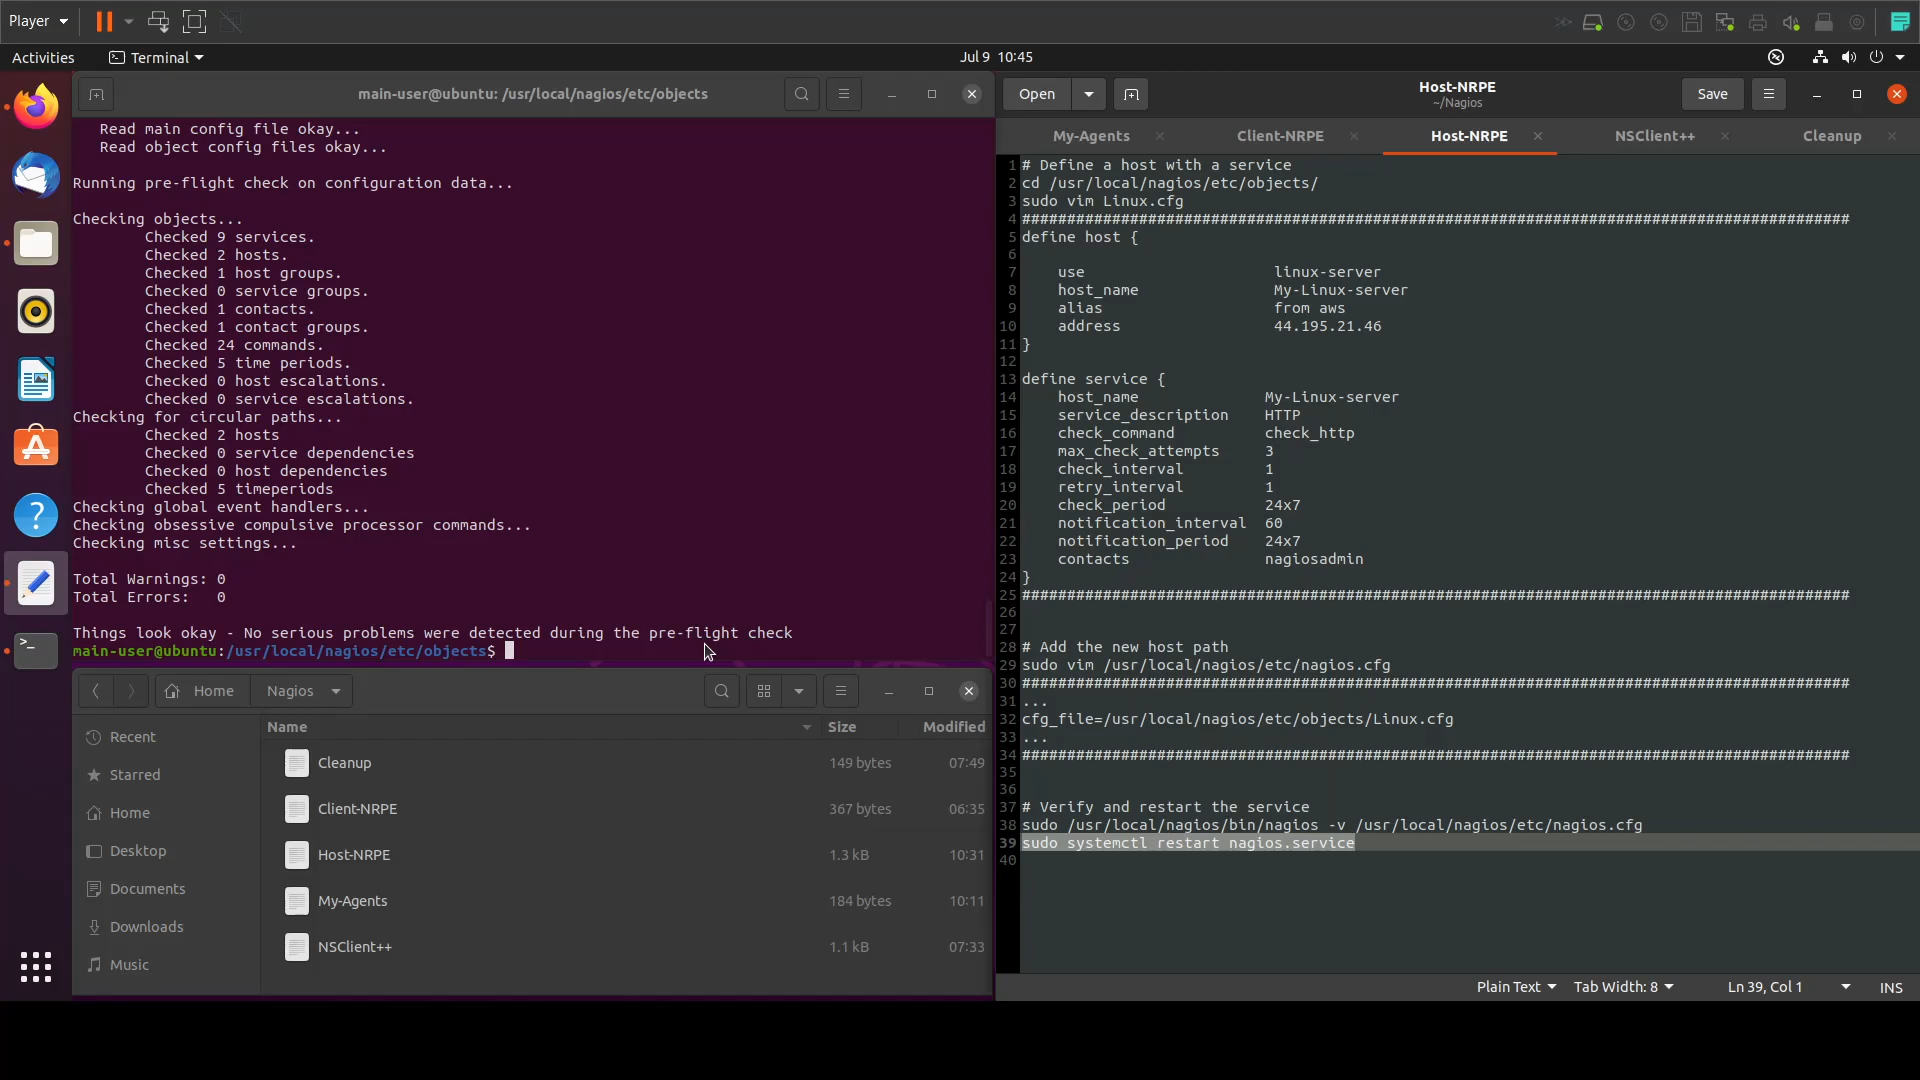 Player
Activities
Terminal
Jul 9 10:45
main-user@ubuntu: /usr/local/nagios/etc/objects
Read main config file okay...
Read object config files okay...
Running pre-flight check on configuration data...
Checking objects...
Checked 9 services.
Checked 2 hosts.
Checked 1 host groups.
Checked 0 service groups.
Checked 1 contacts.
Checked 1 contact groups.
Checked 24 commands.
Checked 5 time periods.
Checked 0 host escalations.
Checked 0 service escalations.
Checking for circular paths...
Checked 2 hosts
Checked 0 service dependencies
Checked 0 host dependencies
Checked 5 timeperiods
Checking global event handlers...
Checking obsessive compulsive processor commands...
Checking misc settings...
Total Warnings: 0
Total Errors:   0
Things look okay - No serious problems were detected during the pre-flight check
main-user@ubuntu:/usr/local/nagios/etc/objects$
Home
Nagios
Recent
Starred
Home
Desktop
Documents
Downloads
Music
Name Size Modified
Cleanup 149 bytes 07:49
Client-NRPE 367 bytes 06:35
Host-NRPE 1.3 kB 10:31
My-Agents 184 bytes 10:11
NSClient++ 1.1 kB 07:33
Open
Host-NRPE
~/Nagios
Save
My-Agents
Client-NRPE
Host-NRPE
NSClient++
Cleanup
1 # Define a host with a service
2 cd /usr/local/nagios/etc/objects/
3 sudo vim Linux.cfg
4 ############################################################################################
5 define host {
6
7 use linux-server
8 host_name My-Linux-server
9 alias from aws
10 address 44.195.21.46
11 }
12
13 define service {
14 host_name My-Linux-server
15 service_description HTTP
16 check_command check_http
17 max_check_attempts 3
18 check_interval 1
19 retry_interval 1
20 check_period 24x7
21 notification_interval 60
22 notification_period 24x7
23 contacts nagiosadmin
24 }
25 ############################################################################################
26
27
28 # Add the new host path
29 sudo vim /usr/local/nagios/etc/nagios.cfg
30 ############################################################################################
31 ...
32 cfg_file=/usr/local/nagios/etc/objects/Linux.cfg
33 ...
34 ############################################################################################
35
36
37 # Verify and restart the service
38 sudo /usr/local/nagios/bin/nagios -v /usr/local/nagios/etc/nagios.cfg
39 sudo systemctl restart nagios.service
40
Plain Text
Tab Width: 8
Ln 39, Col 1
INS